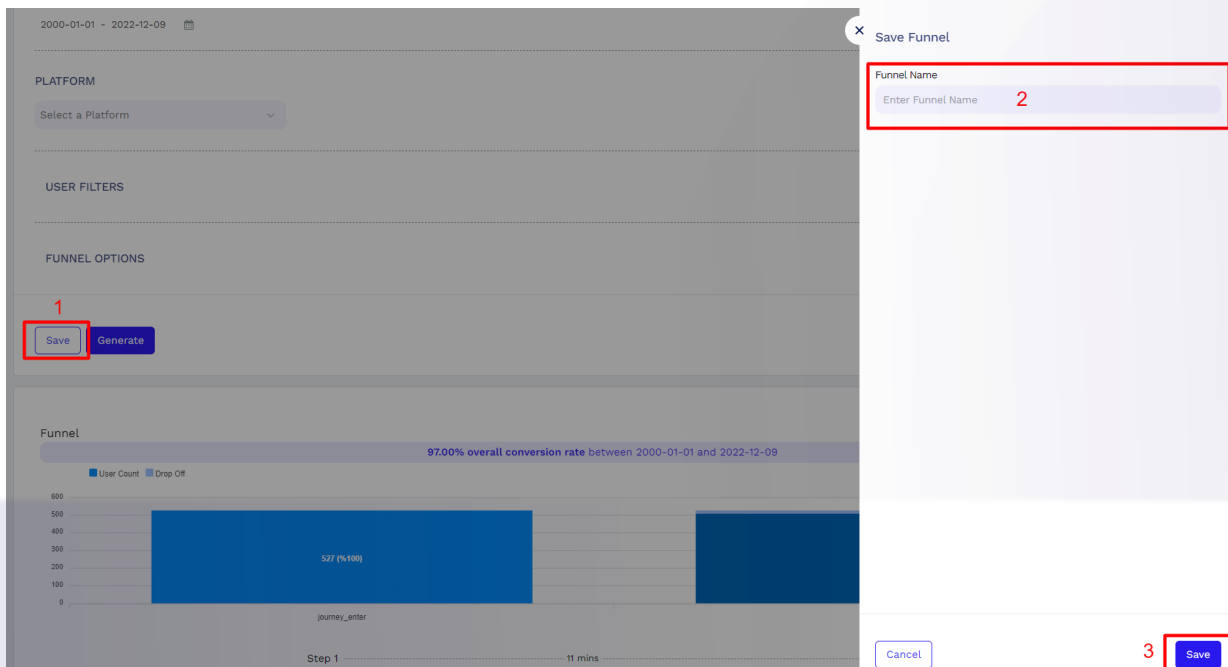 2000-01-01 - 2022-12-09
PLATFORM
Select a Platform
USER FILTERS
FUNNEL OPTIONS
1
Save
Generate
Funnel
97.00% overall conversion rate between 2000-01-01 and 2022-12-09
User Count
Drop Off
600
500
400
300
200
100
0
527 (%100)
journey_enter
Step 1
11 mins
Save Funnel
Funnel Name
Enter Funnel Name
2
Cancel
3
Save